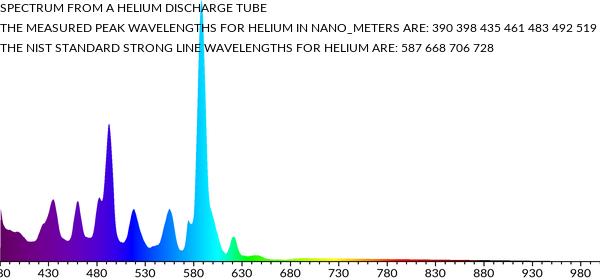 SPECTRUM FROM A HELIUM DISCHARGE TUBE
THE MEASURED PEAK WAVELENGTHS FOR HELIUM IN NANO_METERS ARE: 390 398 435 461 483 492 519
THE NIST STANDARD STRONG LINE WAVELENGTHS FOR HELIUM ARE: 587 668 706 728
80 430 480 530 580 630 680 730 780 830 880 930 980